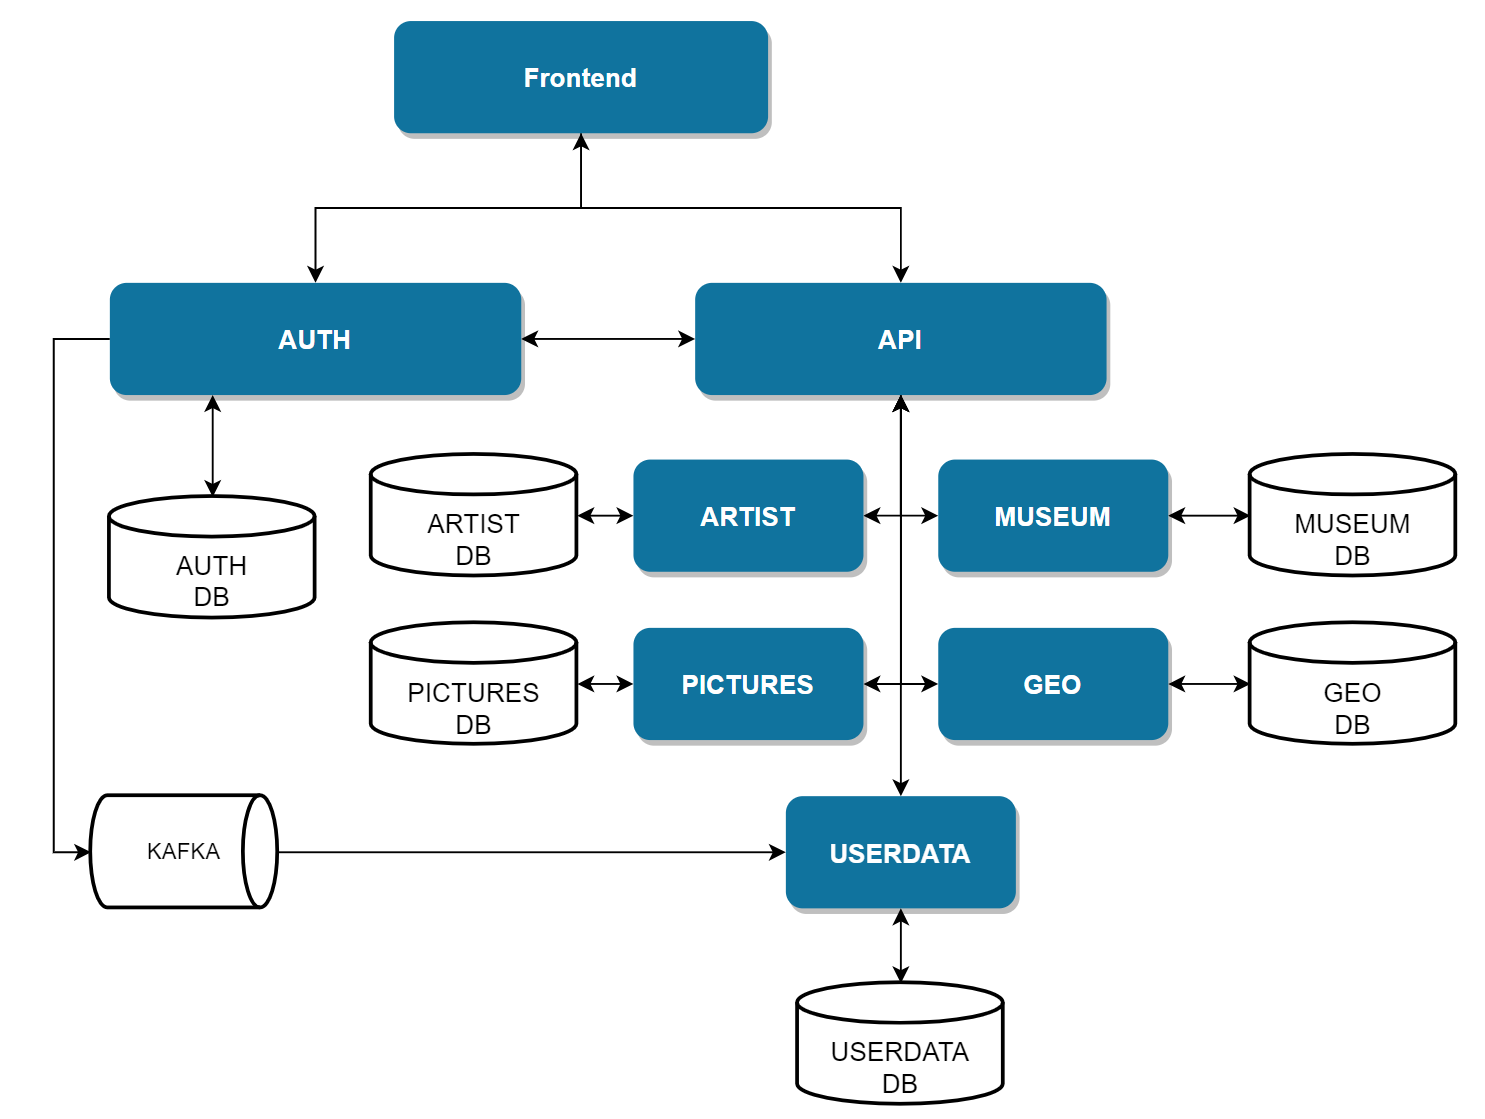 Frontend
AUTH
API
ARTIST
DB
ARTIST
MUSEUM
MUSEUM
DB
AUTH
DB
PICTURES
DB
PICTURES
GEO
GEO
DB
KAFKA
USERDATA
USERDATA
DB